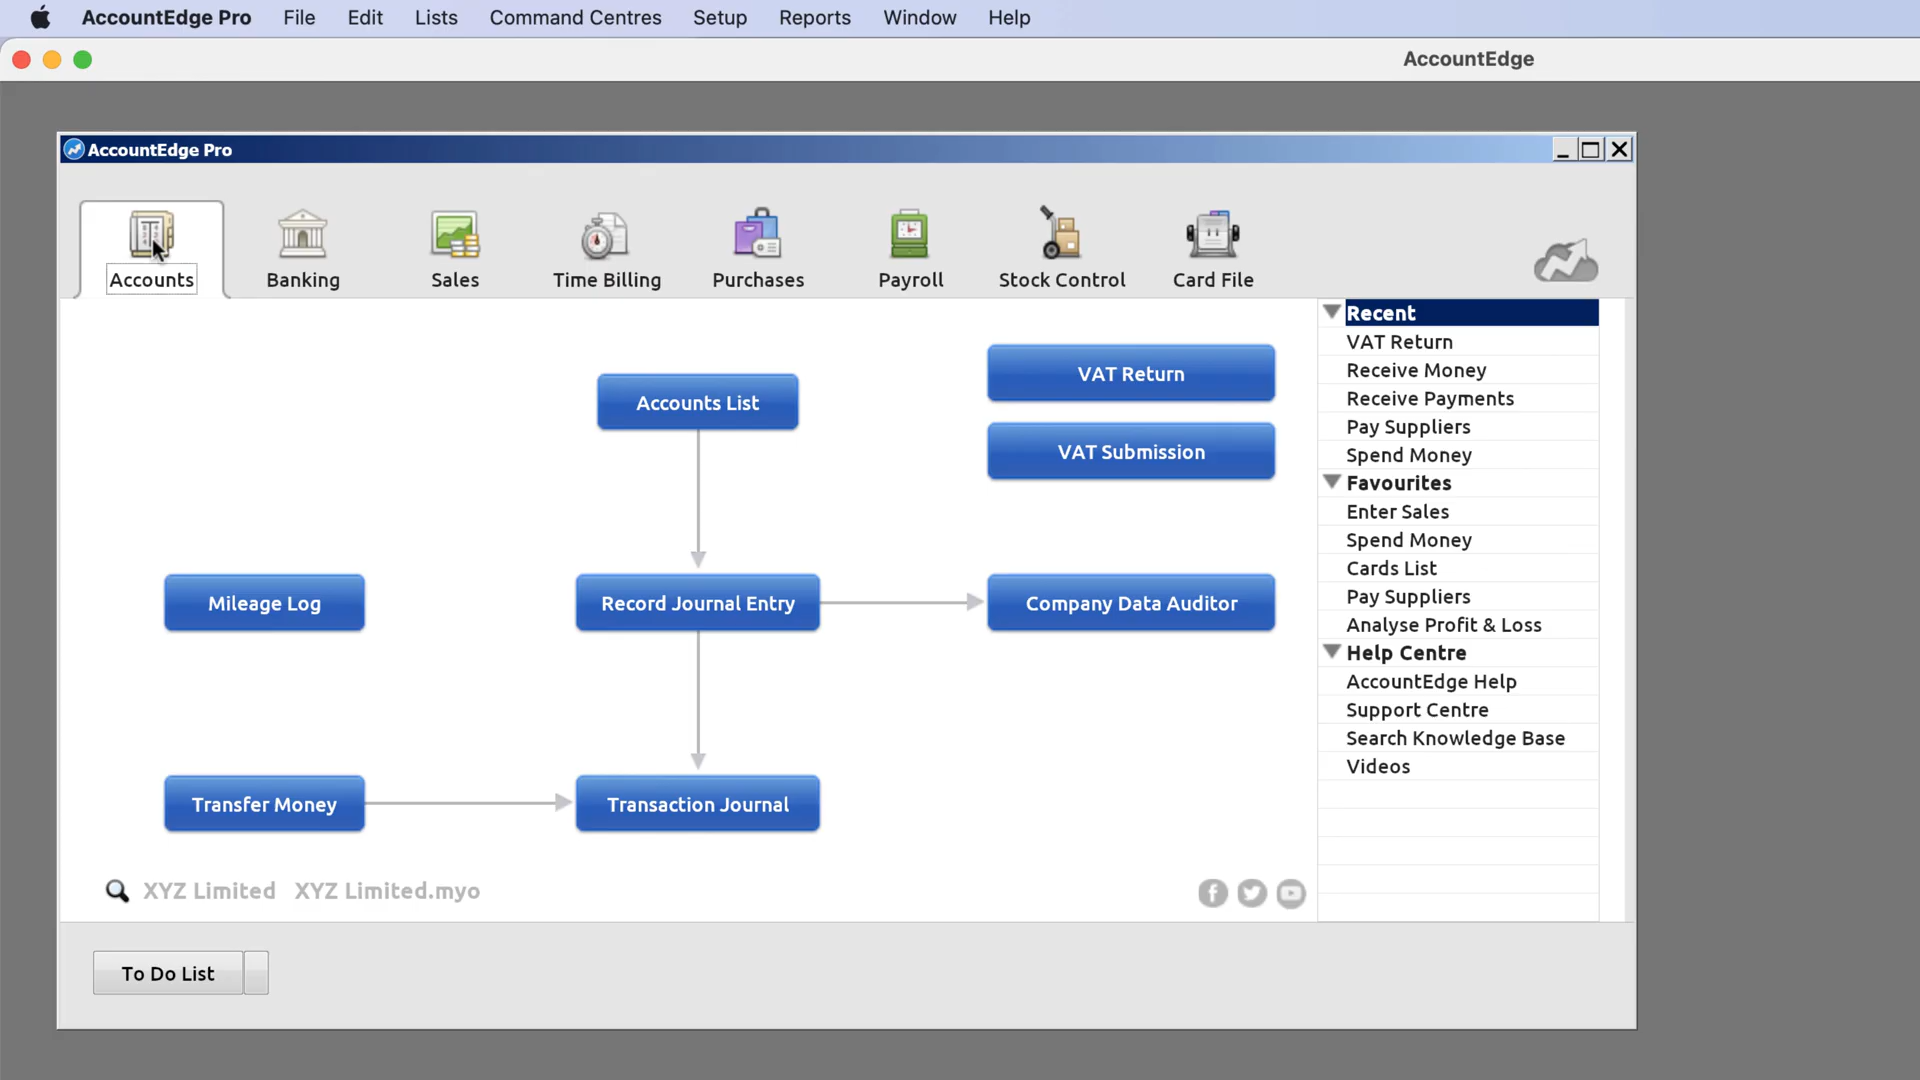 AccountEdge Pro File Edit Lists Command Centres Setup Reports Window Help
AccountEdge
AccountEdge Pro
Accounts Banking Sales Time Billing Purchases Payroll Stock Control Card File
Accounts List
VAT Return
VAT Submission
Mileage Log
Record Journal Entry
Company Data Auditor
Transfer Money
Transaction Journal
Recent
VAT Return
Receive Money
Receive Payments
Pay Suppliers
Spend Money
Favourites
Enter Sales
Spend Money
Cards List
Pay Suppliers
Analyse Profit & Loss
Help Centre
AccountEdge Help
Support Centre
Search Knowledge Base
Videos
XYZ Limited XYZ Limited.myo
To Do List